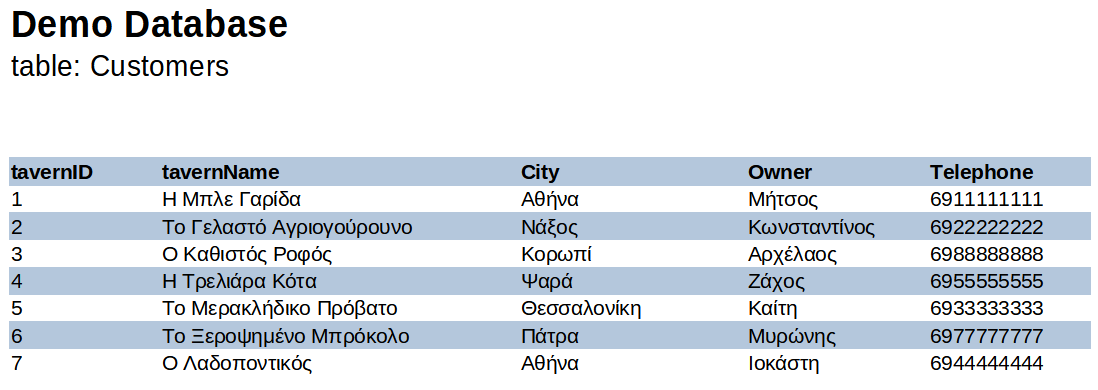 Demo Database
table: Customers
tavernID tavernName City Owner Telephone
1 Η Μπλε Γαρίδα Αθήνα Μήτσος 6911111111
2 Το Γελαστό Αγριογούρουνο Νάξος Κωνσταντίνος 6922222222
3 Ο Καθιστός Ροφός Κορωπί Αρχέλαος 6988888888
4 Η Τρελιάρα Κότα Ψαρά Ζάχος 6955555555
5 Το Μερακλήδικο Πρόβατο Θεσσαλονίκη Καίτη 6933333333
6 Το Ξεροψημένο Μπρόκολο Πάτρα Μυρώνης 6977777777
7 Ο Λαδοποντικός Αθήνα Ιοκάστη 6944444444